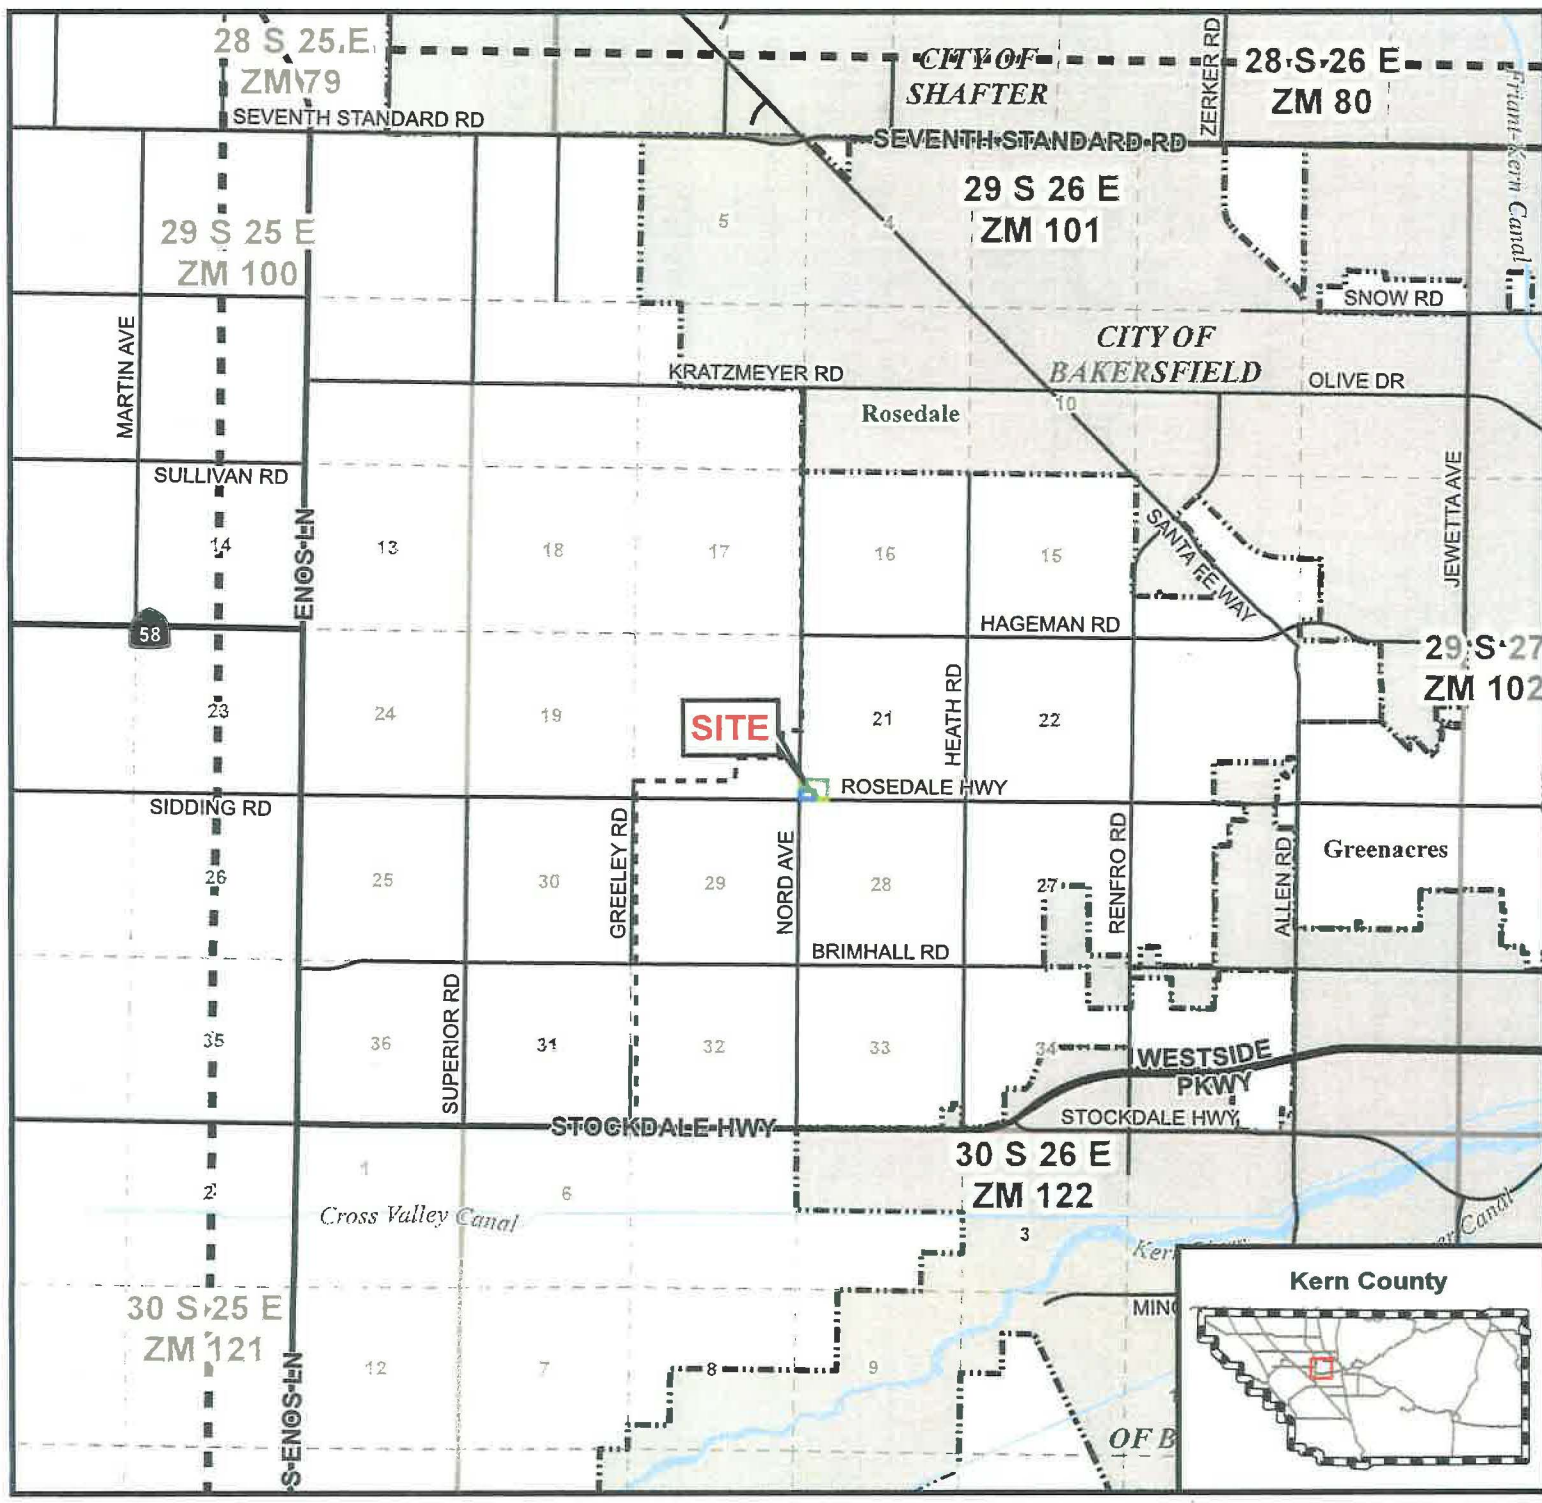 28 S 25 E
ZM 79
CITY OF
SHAFTER
ZERKER RD
28 S 26 E
ZM 80
Friant-Kern Canal
SEVENTH STANDARD RD
SEVENTH STANDARD RD
29 S 26 E
ZM 101
29 S 25 E
ZM 100
5
4
SNOW RD
MARTIN AVE
CITY OF
BAKERSFIELD
KRATZMEYER RD
OLIVE DR
10
Rosedale
SULLIVAN RD
ENOS LN
JEWETTA AVE
SANTA FE WAY
14
13
18
17
16
15
58
HAGEMAN RD
29 S 27
ZM 102
23
24
19
SITE
21
HEATH RD
22
ROSEDALE HWY
SIDDING RD
GREELEY RD
NORD AVE
RENFRO RD
ALLEN RD
Greenacres
26
25
30
29
28
27
BRIMHALL RD
SUPERIOR RD
35
36
31
32
33
34
WESTSIDE
PKWY
STOCKDALE HWY
STOCKDALE HWY
30 S 26 E
ZM 122
1
2
6
Cross Valley Canal
3
Kern
er Canal
30 S 25 E
ZM 121
MING
Kern County
12
7
8
9
S ENOS LN
OF B